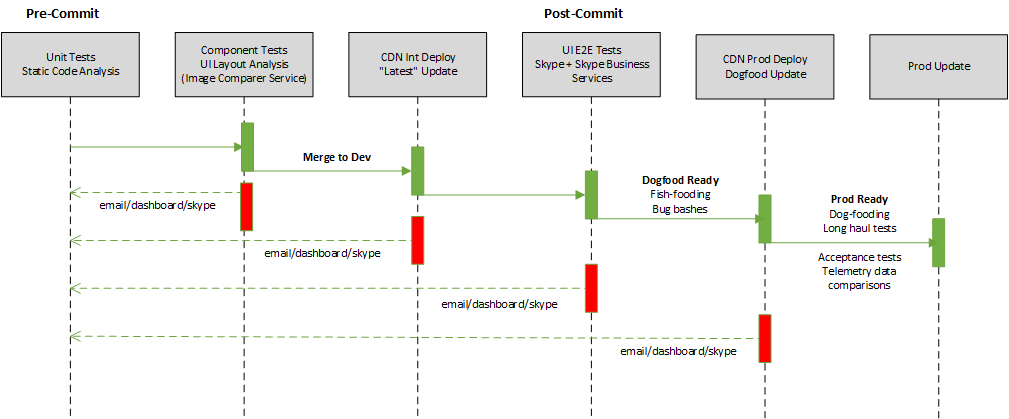 Pre-Commit
Post-Commit
Unit Tests
Static Code Analysis
Component Tests
UI Layout Analysis
(Image Comparer Service)
CDN Int Deploy
"Latest" Update
UI E2E Tests
Skype + Skype Business
Services
CDN Prod Deploy
Dogfood Update
Prod Update
Merge to Dev
Dogfood Ready
Fish-fooding
Bug bashes
Prod Ready
Dog-fooding
Long haul tests
Acceptance tests
Telemetry data
comparisons
email/dashboard/skype
email/dashboard/skype
email/dashboard/skype
email/dashboard/skype